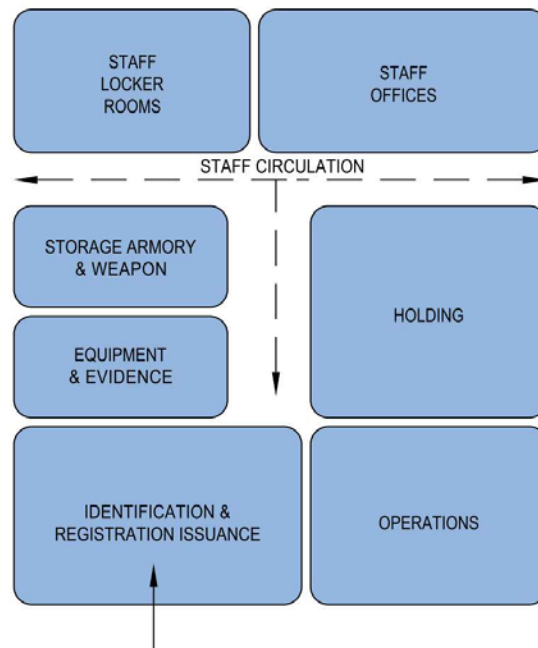 STAFF
LOCKER
ROOMS
STAFF
OFFICES
STAFF CIRCULATION
STORAGE ARMORY
& WEAPON
HOLDING
EQUIPMENT
& EVIDENCE
IDENTIFICATION &
REGISTRATION ISSUANCE
OPERATIONS